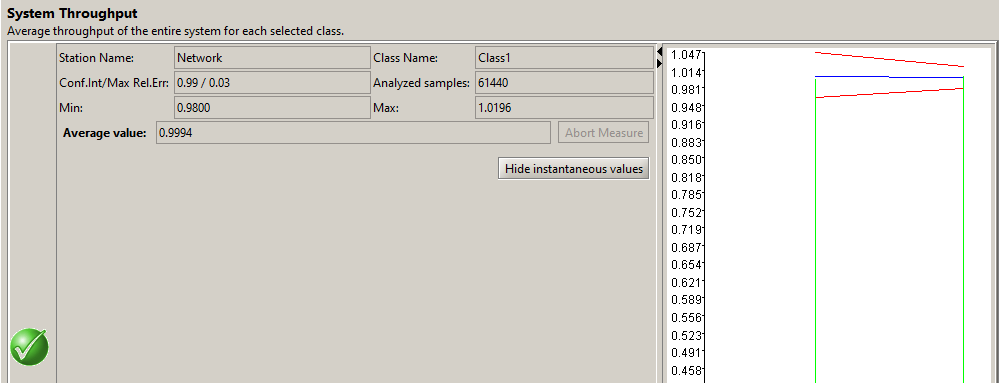 System Throughput
Average throughput of the entire system for each selected class.
Station Name: Network Class Name: Class1
Conf.Int/Max Rel.Err: 0.99 / 0.03 Analyzed samples: 61440
Min: 0.9800 Max: 1.0196
Average value: 0.9994 Abort Measure
Hide instantaneous values
1.047
1.014
0.981
0.948
0.916
0.883
0.850
0.818
0.785
0.752
0.719
0.687
0.654
0.621
0.589
0.556
0.523
0.491
0.458